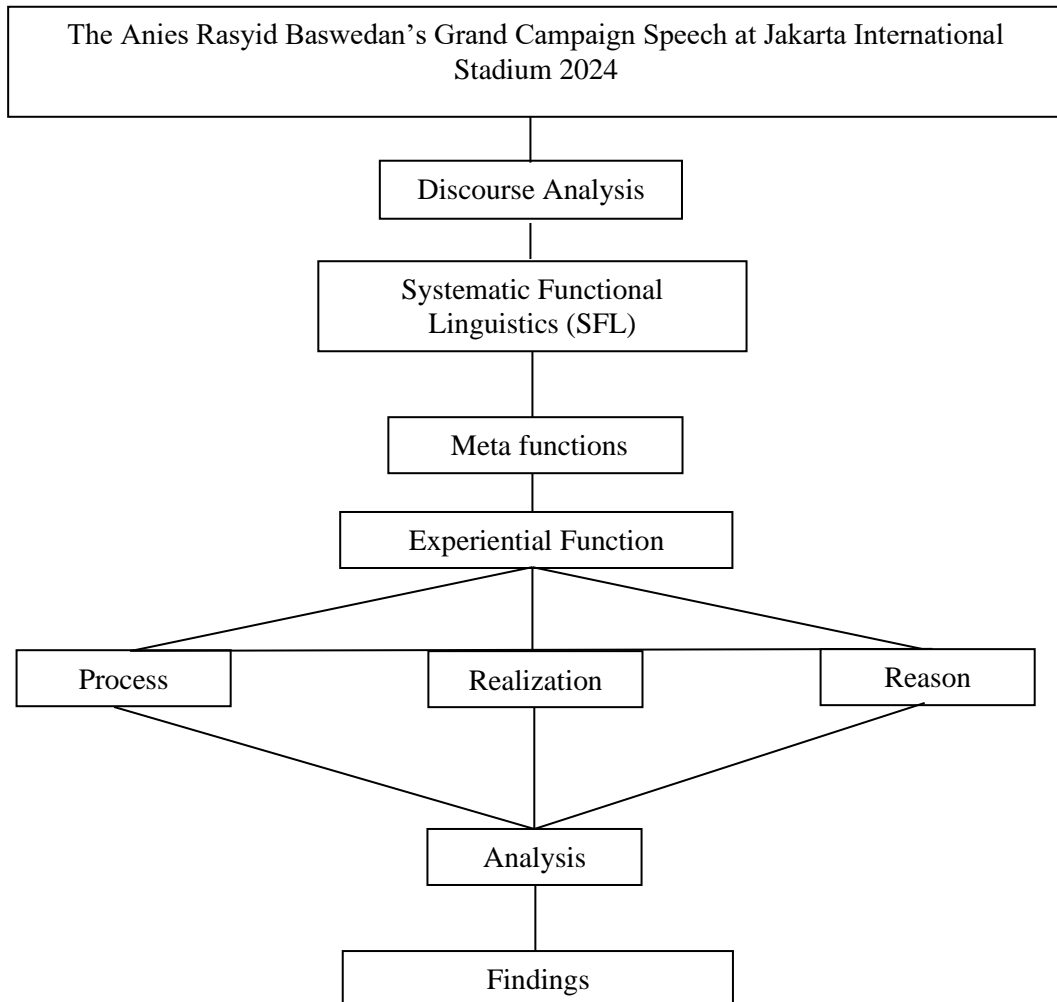 The Anies Rasyid Baswedan’s Grand Campaign Speech at Jakarta International
Stadium 2024
Discourse Analysis
Systematic Functional
Linguistics (SFL)
Meta functions
Experiential Function
Process
Realization
Reason
Analysis
Findings